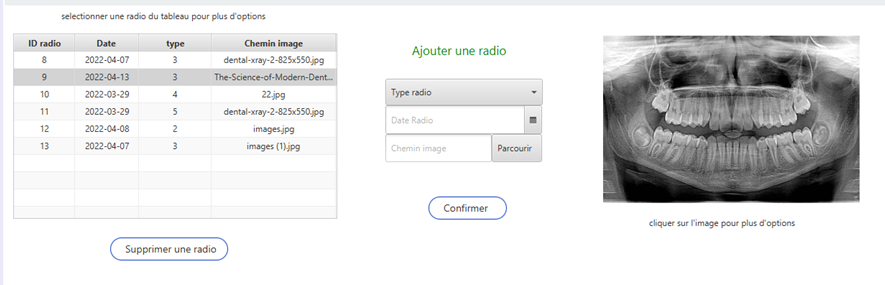 selectionner une radio du tableau pour plus d'options
ID radio Date type Chemin image
8 2022-04-07 3 dental-xray-2-825x550.jpg
9 2022-04-13 3 The-Science-of-Modern-Dent...
10 2022-03-29 4 22.jpg
11 2022-03-29 5 dental-xray-2-825x550.jpg
12 2022-04-08 2 images.jpg
13 2022-04-07 3 images (1).jpg
Supprimer une radio
Ajouter une radio
Type radio
Date Radio
Chemin image Parcourir
Confirmer
cliquer sur l'image pour plus d'options